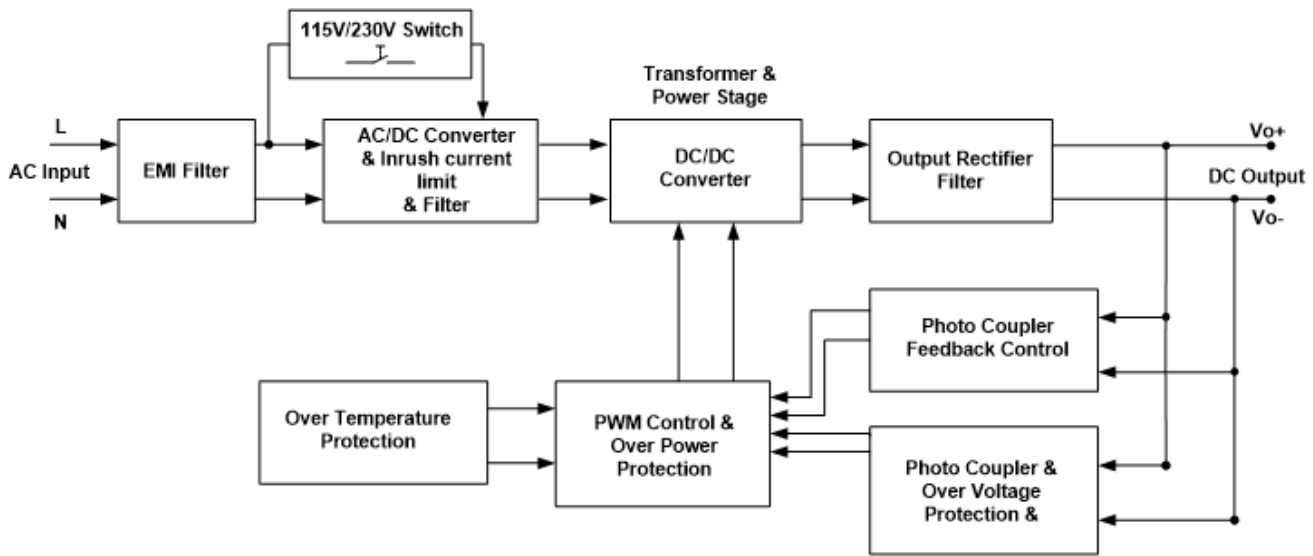 115V/230V Switch
Transformer &
Power Stage
L
AC Input
N
EMI Filter
AC/DC Converter
& Inrush current
limit
& Filter
DC/DC
Converter
Output Rectifier
Filter
Vo+
DC Output
Vo-
Photo Coupler
Feedback Control
Over Temperature
Protection
PWM Control &
Over Power
Protection
Photo Coupler &
Over Voltage
Protection &